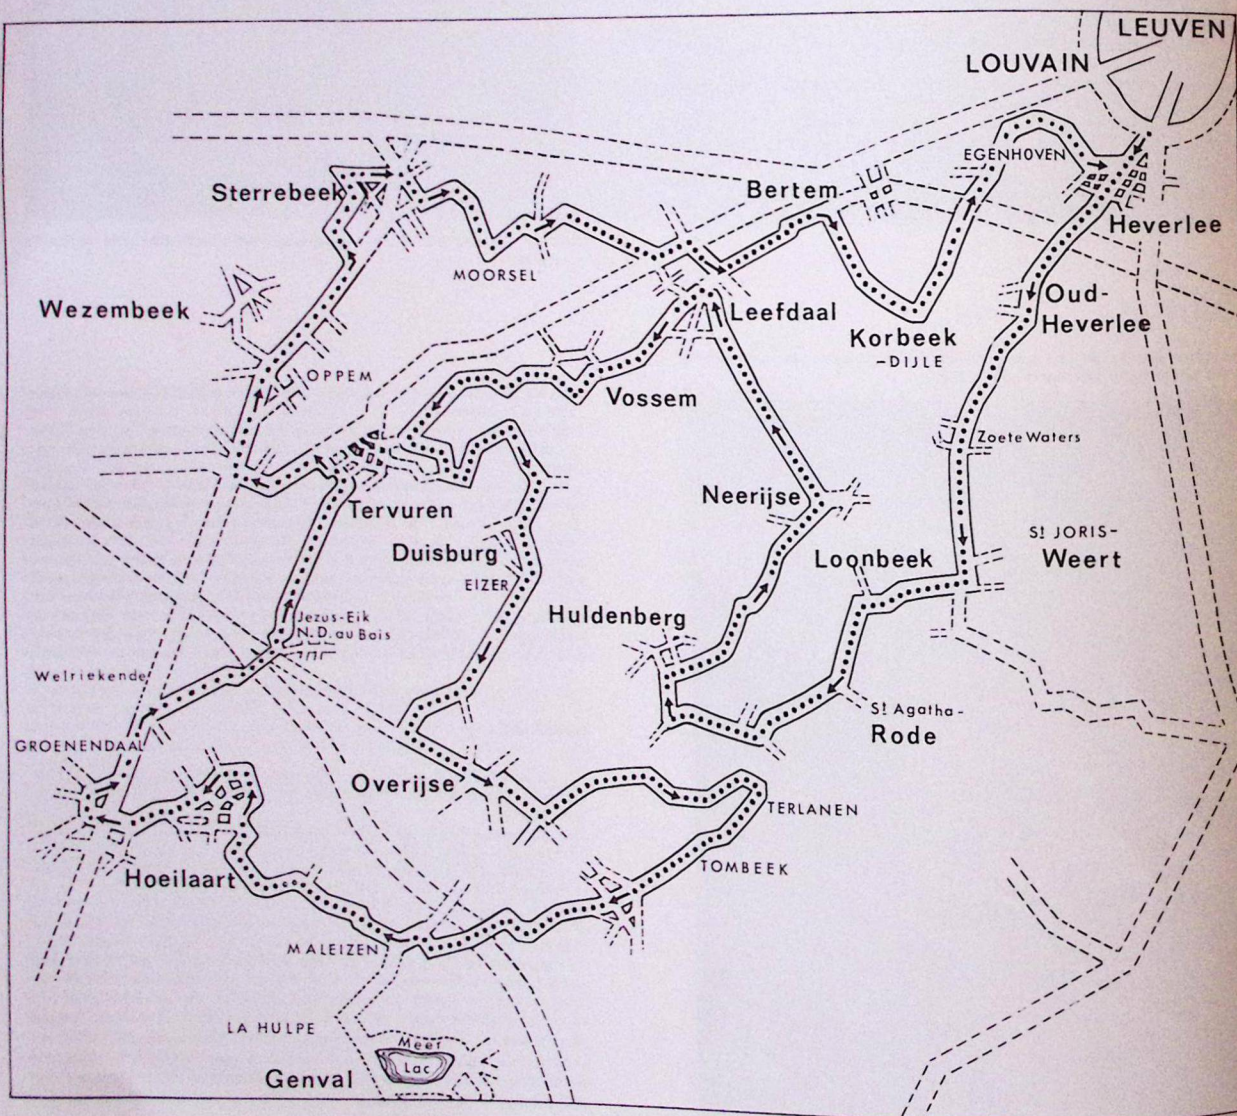 LEUVEN
LOUVAIN
EGENHOVEN
Sterrebeek
Bertem
Heverlee
MOORSEL
Wezembeek
Leefdaal
Oud-
Heverlee
Korbeek
-DIJLE
OPPEM
Vossem
Zoete Waters
Tervuren
Neerijse
Duisburg
EIZER
Loonbeek
St JORIS-
Weert
Jezus-Eik
N.D. au Bois
Huldenberg
Welriekende
St Agatha-
Rode
GROENENDAAL
Overijse
TERLANEN
TOMBEEK
Hoeilaart
MALEIZEN
LA HULPE
Meer
Lac
Genval